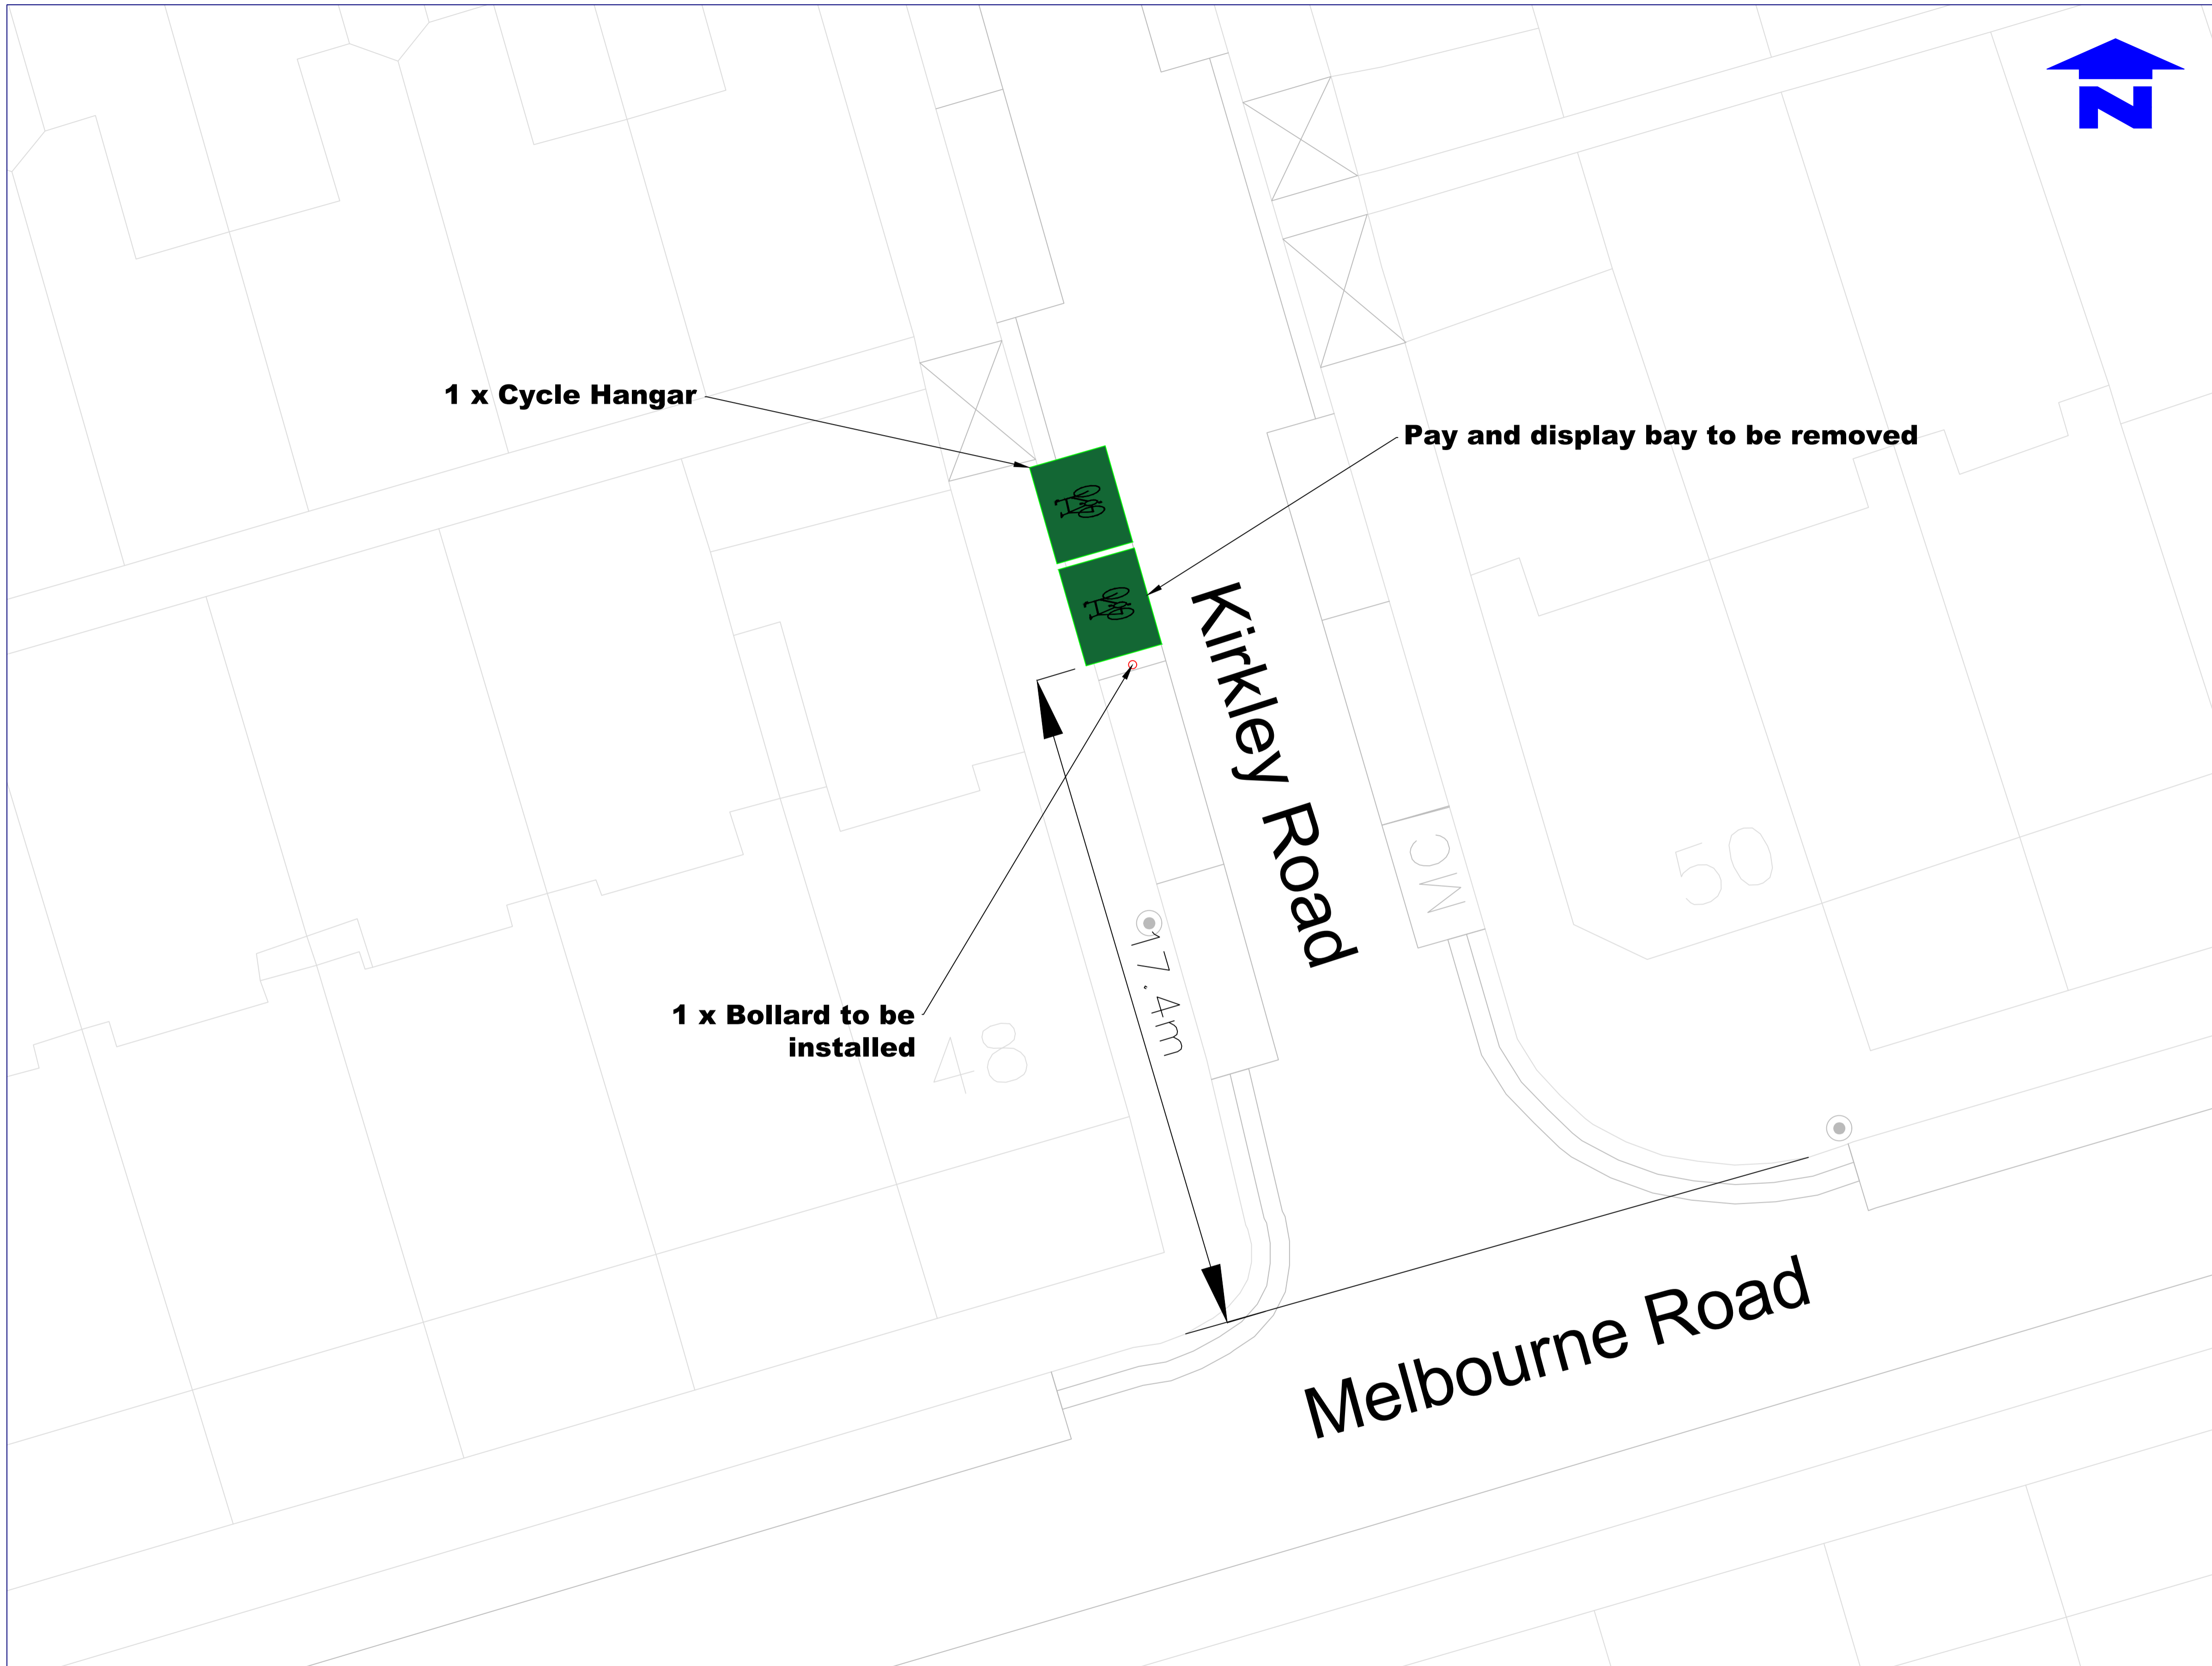 N
1 x Cycle Hangar
Pay and display bay to be removed
Kirkley Road
CM
50
1 x Bollard to be
installed
48
17.4m
Melbourne Road